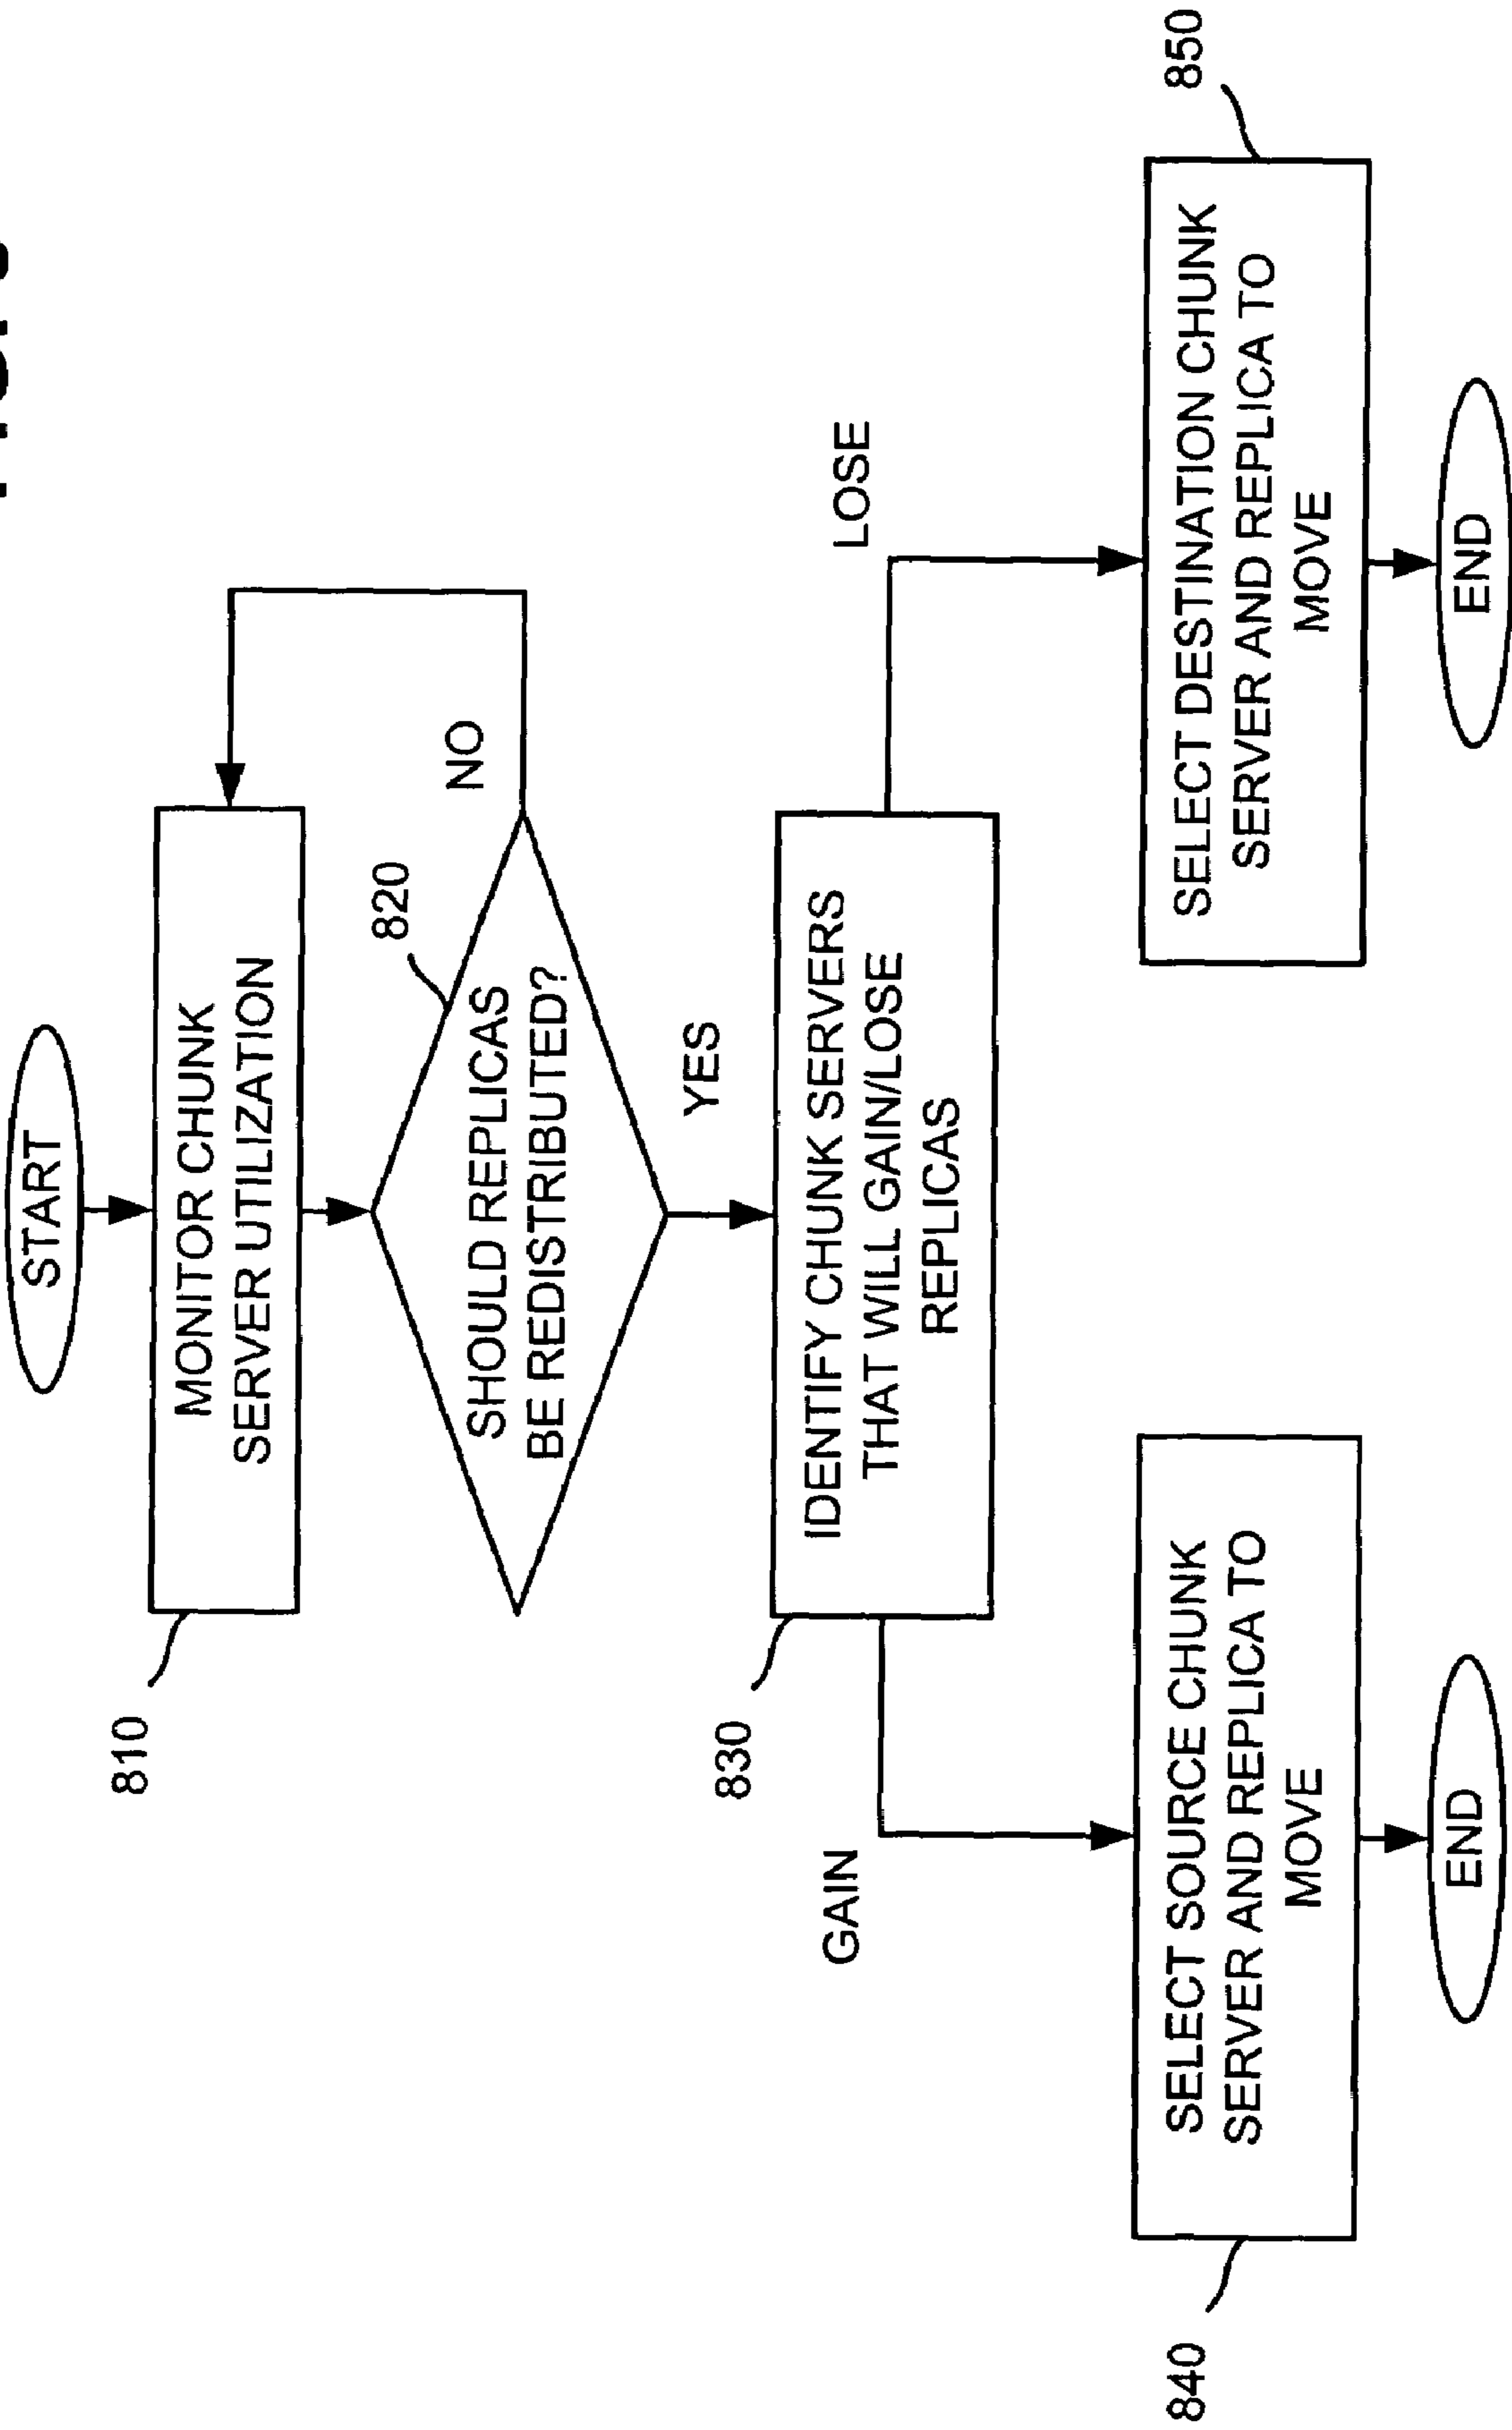 START
810
MONITOR CHUNK
SERVER UTILIZATION
820
SHOULD REPLICAS
BE REDISTRIBUTED?
NO
YES
830
IDENTIFY CHUNK SERVERS
THAT WILL GAIN/LOSE
REPLICAS
GAIN
LOSE
840
SELECT SOURCE CHUNK
SERVER AND REPLICA TO
MOVE
850
SELECT DESTINATION CHUNK
SERVER AND REPLICA TO
MOVE
END
END